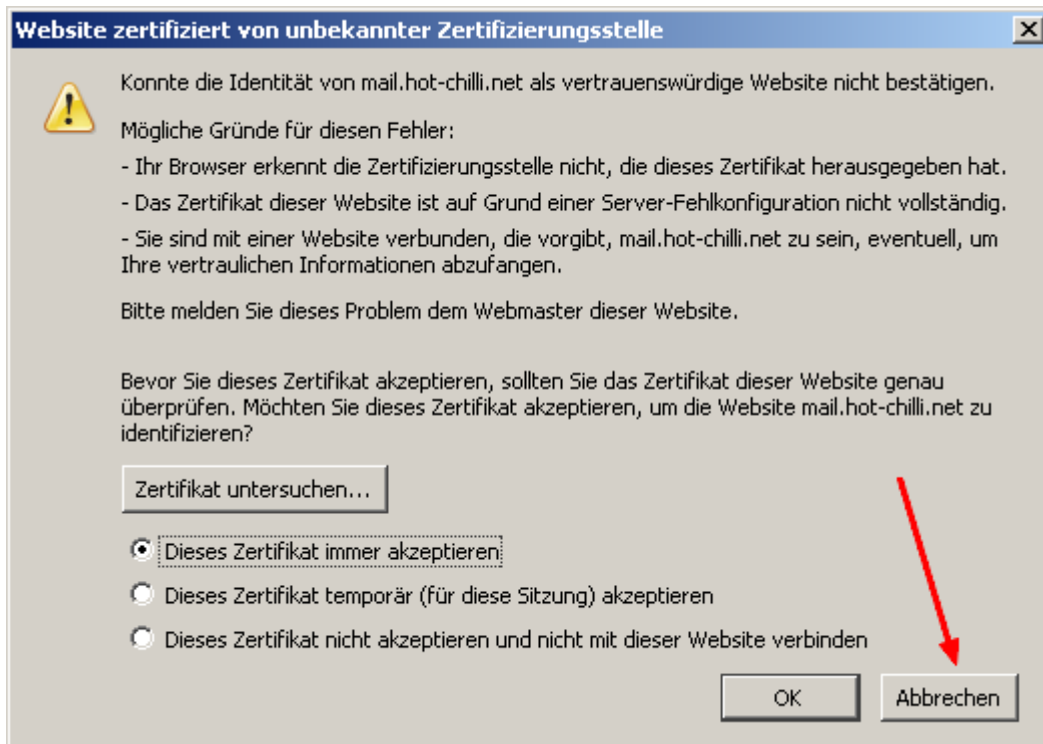 Website zertifiziert von unbekannter Zertifizierungsstelle
Konnte die Identität von mail.hot-chilli.net als vertrauenswürdige Website nicht bestätigen.
Mögliche Gründe für diesen Fehler:
- Ihr Browser erkennt die Zertifizierungsstelle nicht, die dieses Zertifikat herausgegeben hat.
- Das Zertifikat dieser Website ist auf Grund einer Server-Fehlkonfiguration nicht vollständig.
- Sie sind mit einer Website verbunden, die vorgibt, mail.hot-chilli.net zu sein, eventuell, um
Ihre vertraulichen Informationen abzufangen.
Bitte melden Sie dieses Problem dem Webmaster dieser Website.
Bevor Sie dieses Zertifikat akzeptieren, sollten Sie das Zertifikat dieser Website genau
überprüfen. Möchten Sie dieses Zertifikat akzeptieren, um die Website mail.hot-chilli.net zu
identifizieren?
Zertifikat untersuchen...
Dieses Zertifikat immer akzeptieren
Dieses Zertifikat temporär (für diese Sitzung) akzeptieren
Dieses Zertifikat nicht akzeptieren und nicht mit dieser Website verbinden
OK
Abbrechen